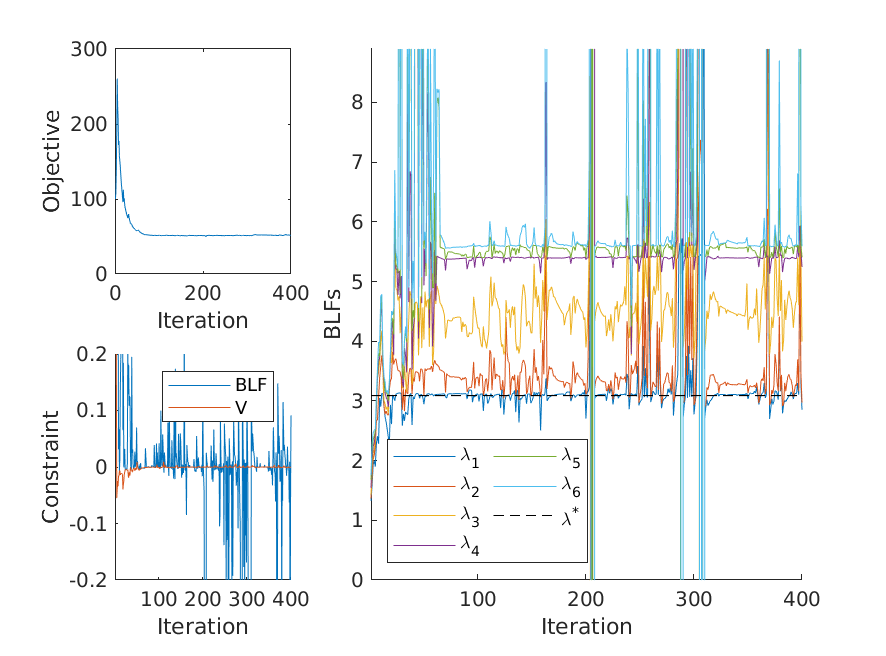 300
200
100
0
Objective
0 200 400
Iteration
0.2
0.1
0
-0.1
-0.2
Constraint
BLF
V
100 200 300 400
Iteration
8
7
6
5
4
3
2
1
0
BLFs
λ1 λ5
λ2 λ6
λ3 λ*
λ4
100 200 300 400
Iteration